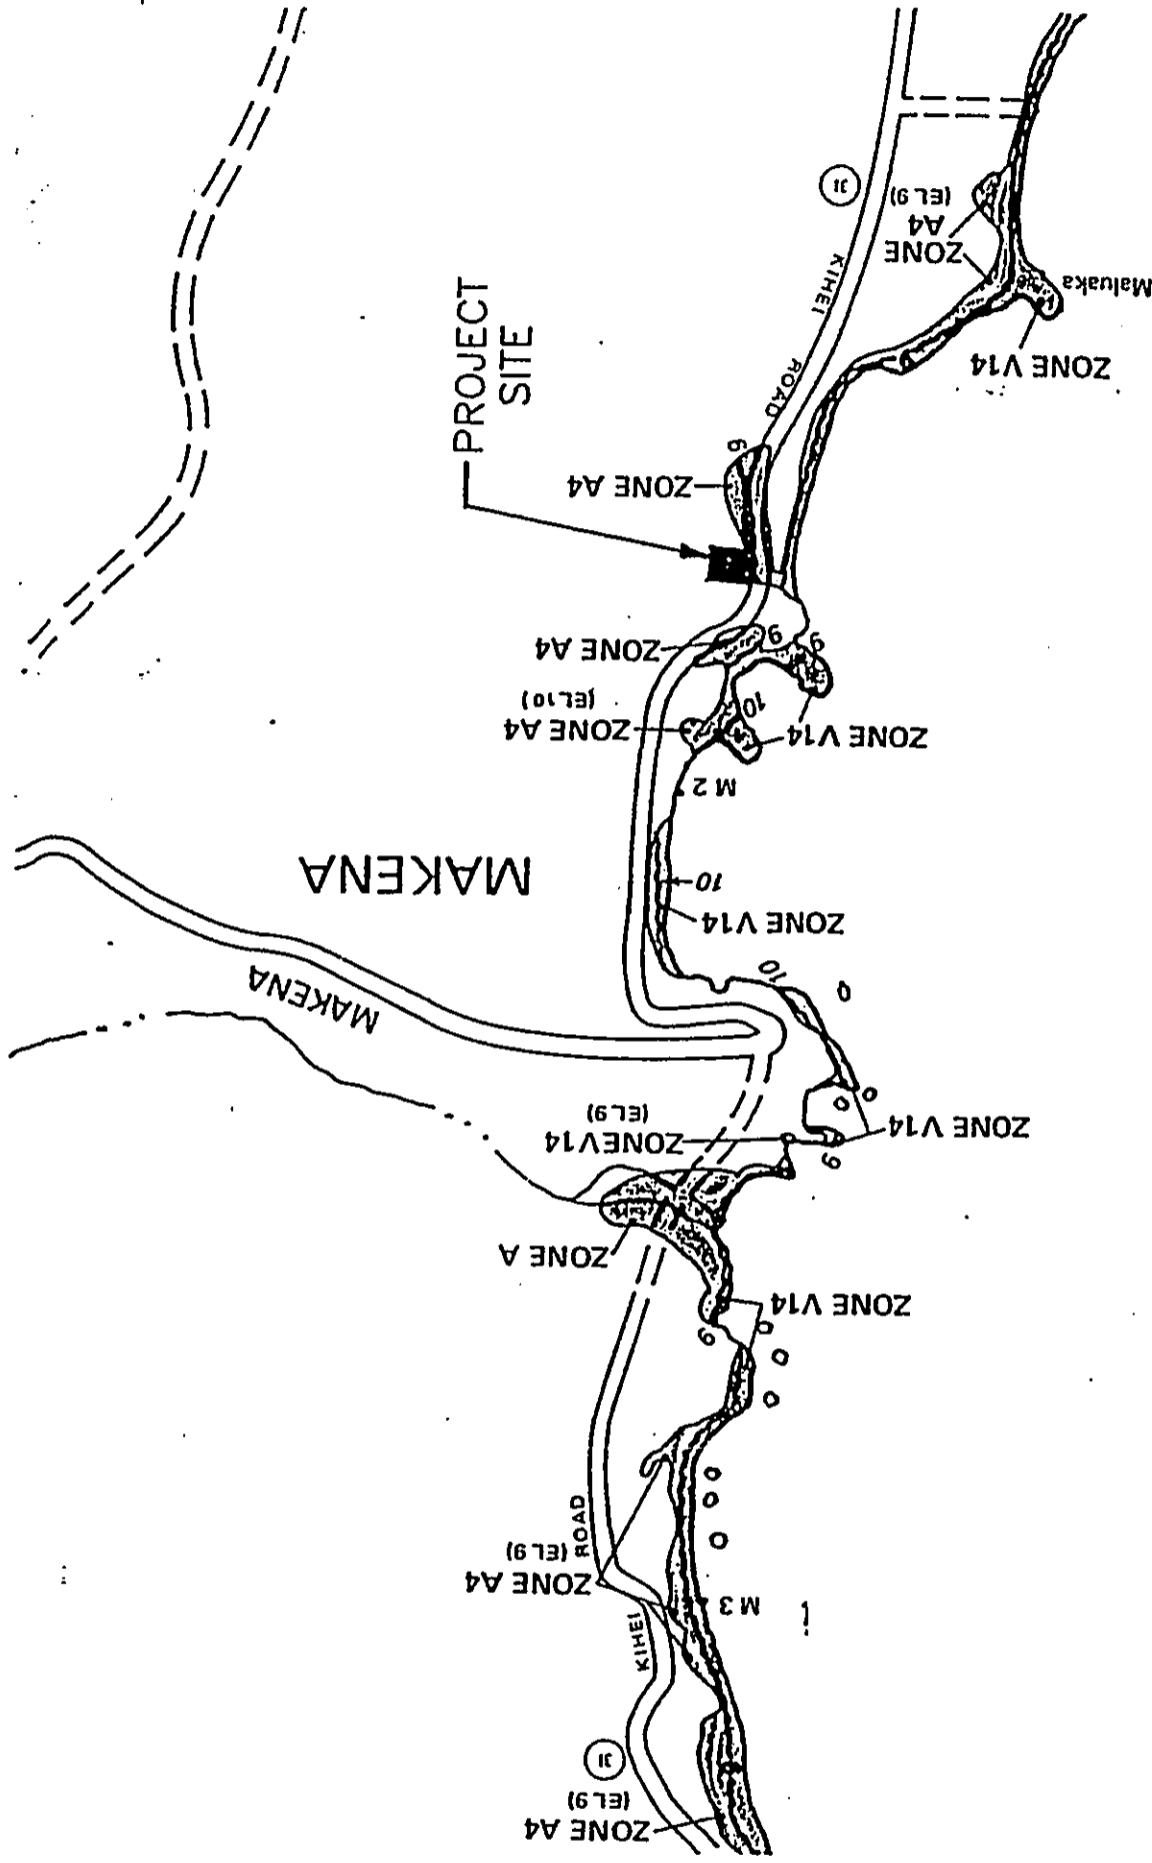 31
ZONE
A4
(EL 9)
Maluaka
ZONE V14
KIHEI
ROAD
PROJECT
SITE
9
ZONE A4
ZONE A4
9
9
ZONE A4
(EL 10)
10
ZONE V14
M 2
MAKENA
10
ZONE V14
10
MAKENA
ZONE V14
(EL 9)
ZONE V14
9
ZONE A
ZONE V14
9
ROAD
ZONE A4
(EL 9)
M 3
KIHEI
31
ZONE A4
(EL 9)